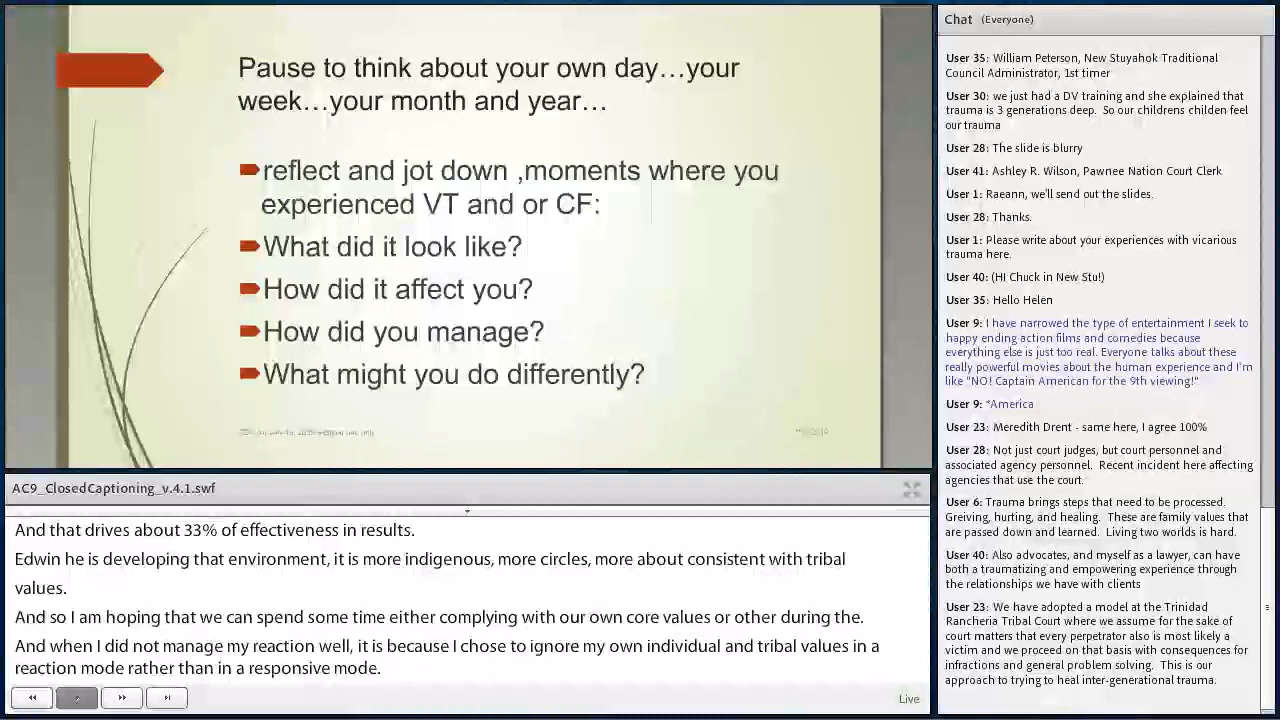 Pause to think about your own day…your
week…your month and year…
reflect and jot down ,moments where you
experienced VT and or CF:
What did it look like?
How did it affect you?
How did you manage?
What might you do differently?
AC9_ClosedCaptioning_v.4.1.swf
And that drives about 33% of effectiveness in results.
Edwin he is developing that environment, it is more indigenous, more circles, more about consistent with tribal
values.
And so I am hoping that we can spend some time either complying with our own core values or other during the.
And when I did not manage my reaction well, it is because I chose to ignore my own individual and tribal values in a
reaction mode rather than in a responsive mode.
Live
Chat (Everyone)
User 35: William Peterson, New Stuyahok Traditional
Council Administrator, 1st timer
User 30: we just had a DV training and she explained that
trauma is 3 generations deep. So our childrens childen feel
our trauma
User 28: The slide is blurry
User 41: Ashley R. Wilson, Pawnee Nation Court Clerk
User 1: Raeann, we'll send out the slides.
User 28: Thanks.
User 1: Please write about your experiences with vicarious
trauma here.
User 40: (HI Chuck in New Stu!)
User 35: Hello Helen
User 9: I have narrowed the type of entertainment I seek to
happy ending action films and comedies because
everything else is just too real. Everyone talks about these
really powerful movies about the human experience and I'm
like "NO! Captain American for the 9th viewing!"
User 9: *America
User 23: Meredith Drent - same here, I agree 100%
User 28: Not just court judges, but court personnel and
associated agency personnel. Recent incident here affecting
agencies that use the court.
User 6: Trauma brings steps that need to be processed.
Greiving, hurting, and healing. These are family values that
are passed down and learned. Living two worlds is hard.
User 40: Also advocates, and myself as a lawyer, can have
both a traumatizing and empowering experience through
the relationships we have with clients
User 23: We have adopted a model at the Trinidad
Rancheria Tribal Court where we assume for the sake of
court matters that every perpetrator also is most likely a
victim and we proceed on that basis with consequences for
infractions and general problem solving. This is our
approach to trying to heal inter-generational trauma.